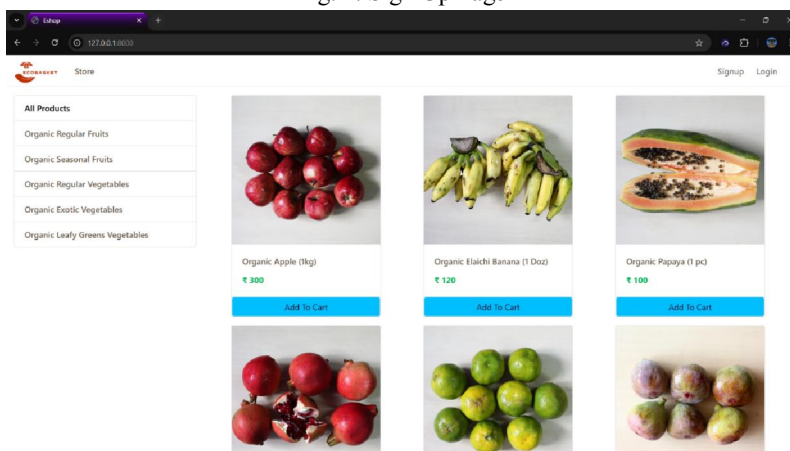 Eshop
127.0.0.1:8000
ECOBASKET
Store
Signup Login
All Products
Organic Regular Fruits
Organic Seasonal Fruits
Organic Regular Vegetables
Organic Exotic Vegetables
Organic Leafy Greens Vegetables
Organic Apple (1kg)
₹ 300
Add To Cart
Organic Elaichi Banana (1 Doz)
₹ 120
Add To Cart
Organic Papaya (1 pc)
₹ 100
Add To Cart